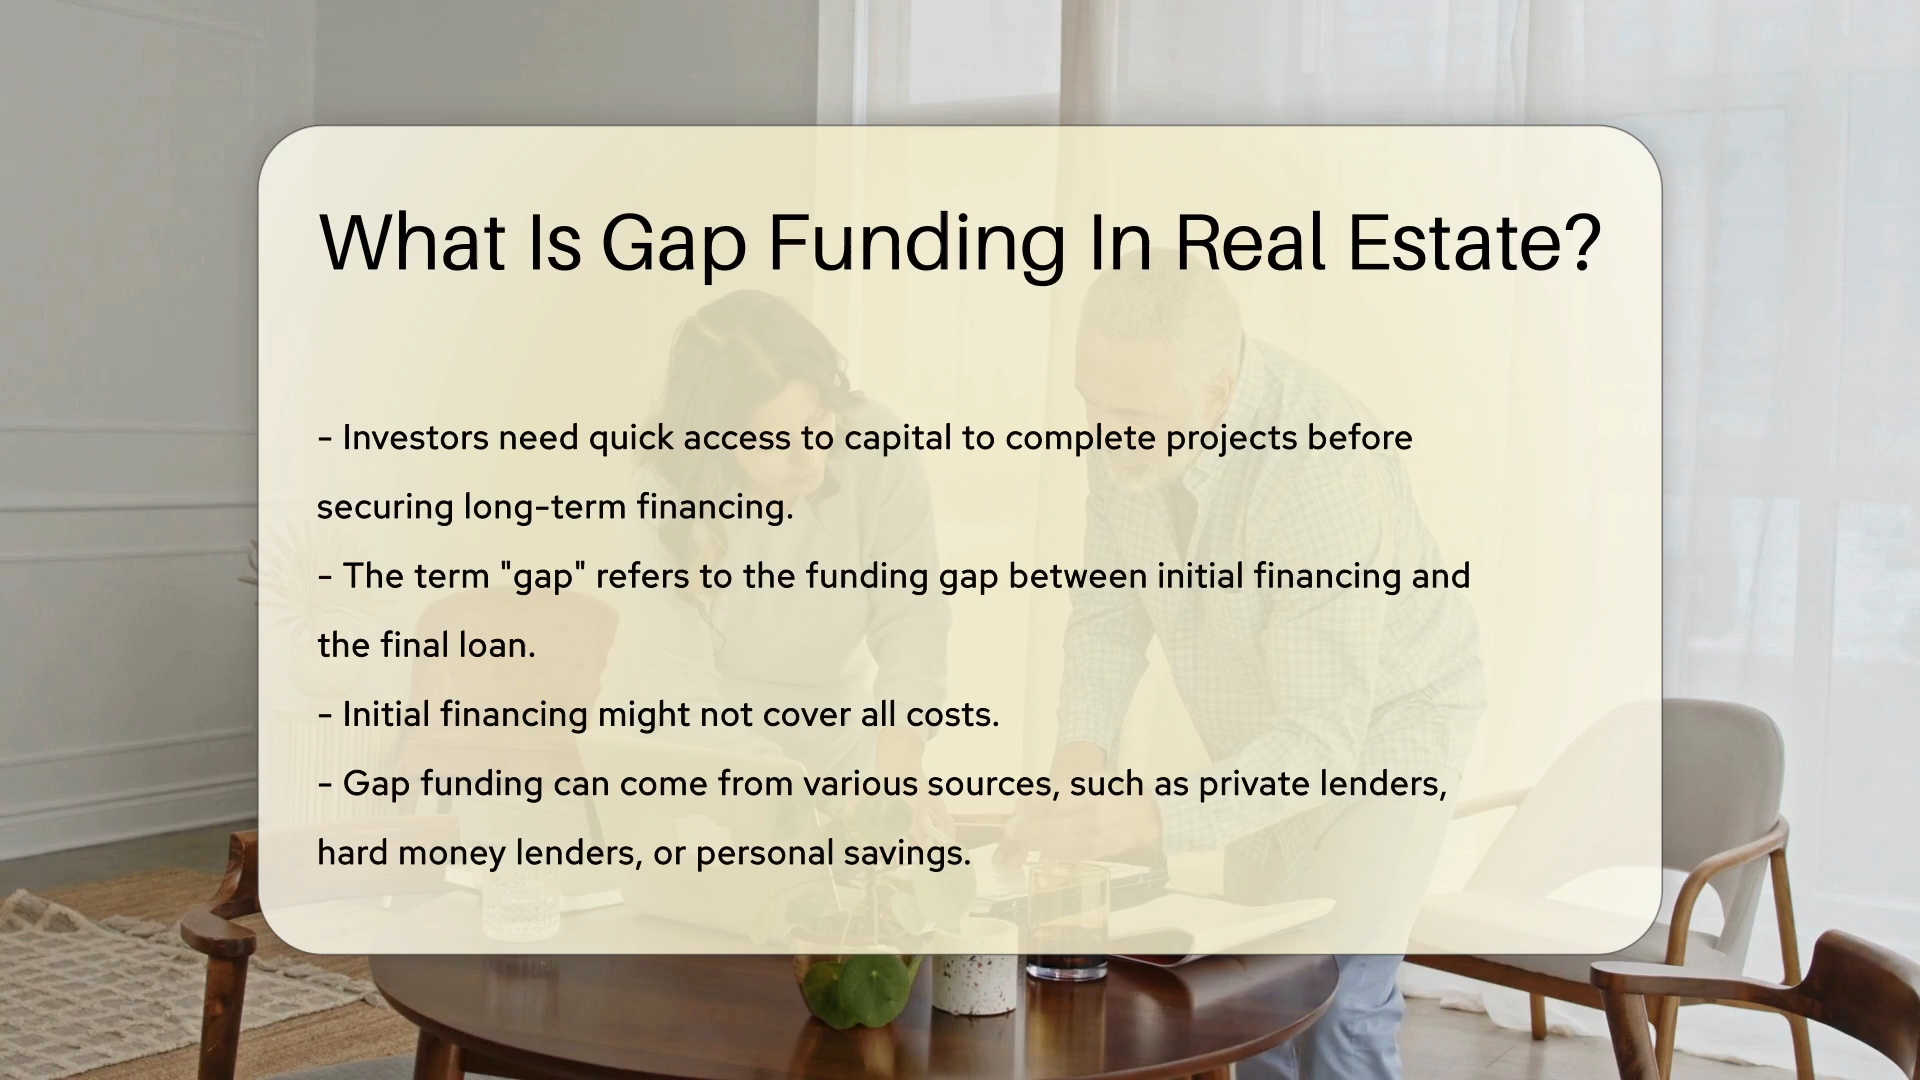 What Is Gap Funding In Real Estate?
- Investors need quick access to capital to complete projects before
securing long-term financing.
- The term "gap" refers to the funding gap between initial financing and
the final loan.
- Initial financing might not cover all costs.
- Gap funding can come from various sources, such as private lenders,
hard money lenders, or personal savings.